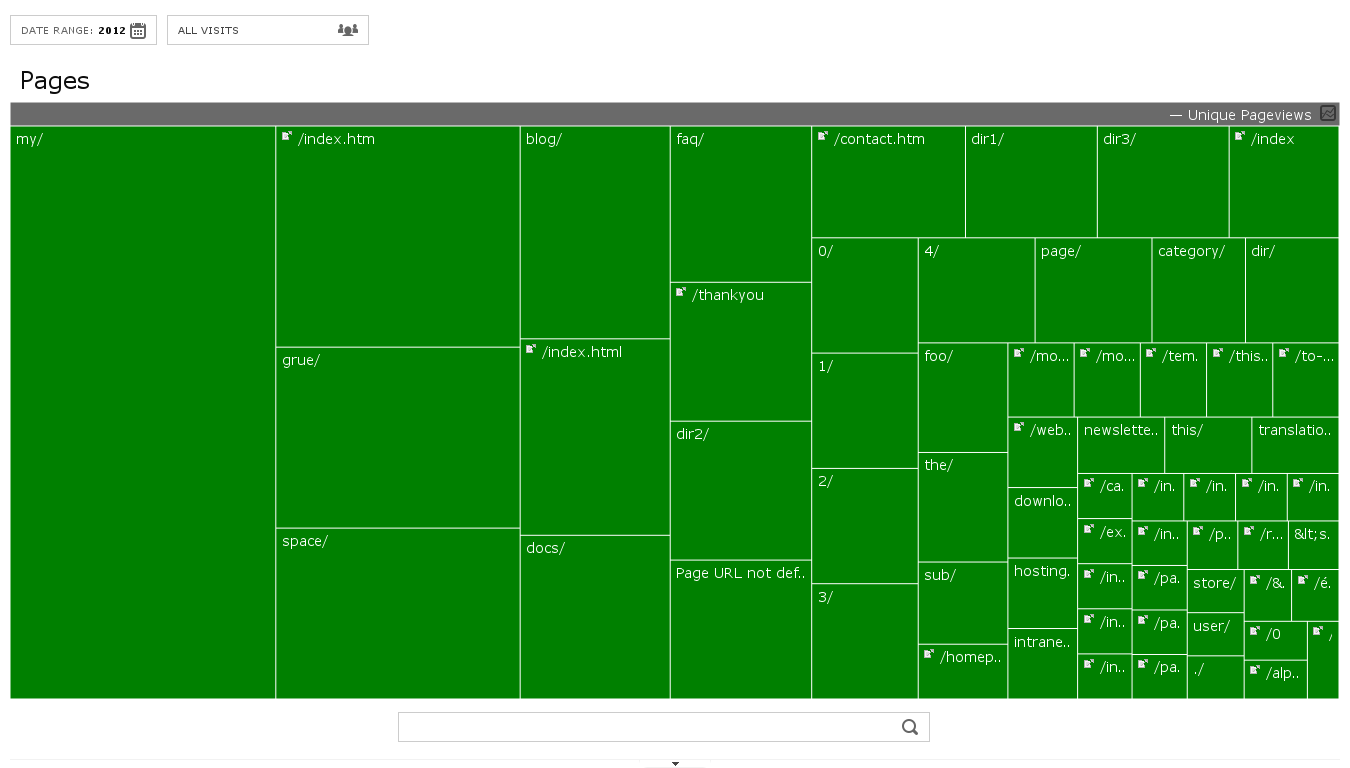 DATE RANGE: 2012
ALL VISITS
Pages
— Unique Pageviews
my/
/index.htm
grue/
space/
blog/
/index.html
docs/
faq/
/thankyou
dir2/
Page URL not def..
/contact.htm
dir1/
dir3/
/index
0/
1/
2/
3/
4/
page/
category/
dir/
foo/
the/
sub/
/homep..
/mo...
/mo...
/tem.
/this..
/to-...
/web..
downlo..
hosting.
intrane..
newslette..
this/
translatio..
/ca.
/ex.
/in..
/in..
/in..
/in.
/in.
/in.
/in.
/in..
/pa.
/pa.
/pa.
/p..
/r...
&lt;s.
store/
user/
./
/&.
/é.
/0
/alp..
/